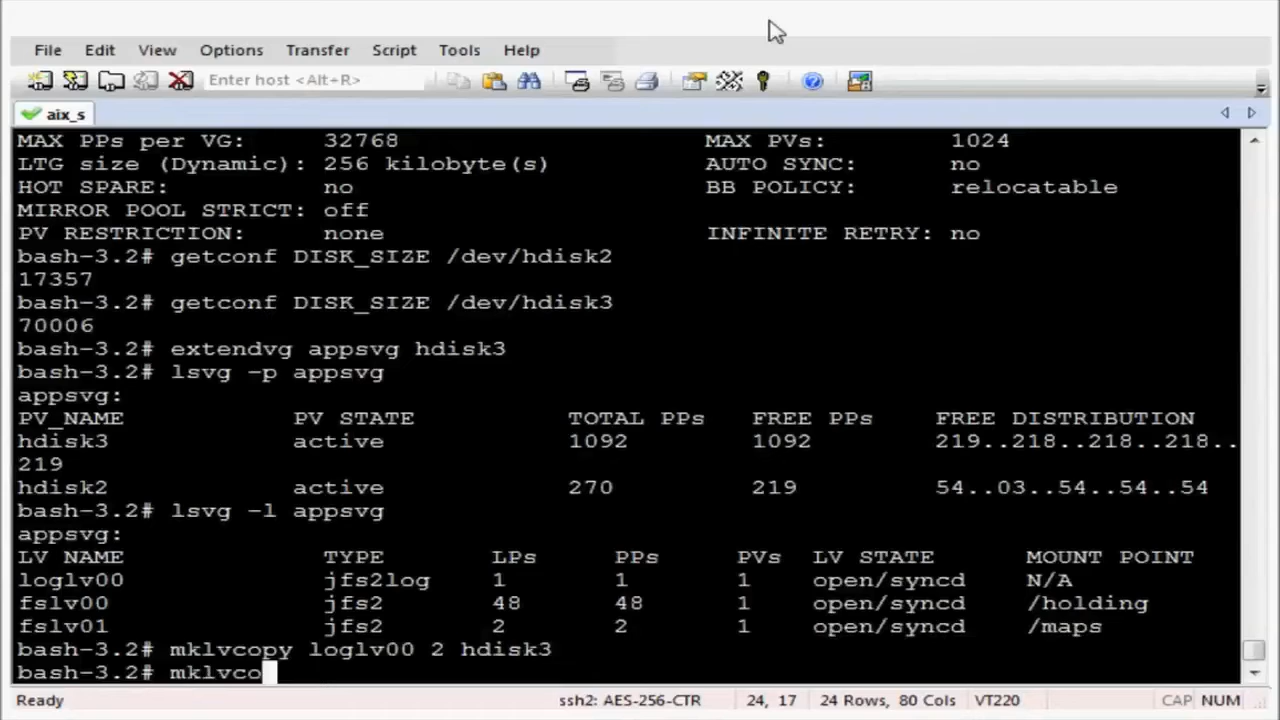 File Edit View Options Transfer Script Tools Help
Enter host <Alt+R>
aix_s
MAX PPs per VG: 32768 MAX PVs: 1024
LTG size (Dynamic): 256 kilobyte(s) AUTO SYNC: no
HOT SPARE: no BB POLICY: relocatable
MIRROR POOL STRICT: off
PV RESTRICTION: none INFINITE RETRY: no
bash-3.2# getconf DISK_SIZE /dev/hdisk2
17357
bash-3.2# getconf DISK_SIZE /dev/hdisk3
70006
bash-3.2# extendvg appsvg hdisk3
bash-3.2# lsvg -p appsvg
appsvg:
PV_NAME PV STATE TOTAL PPs FREE PPs FREE DISTRIBUTION
hdisk3 active 1092 1092 219..218..218..218..
219
hdisk2 active 270 219 54..03..54..54..54
bash-3.2# lsvg -l appsvg
appsvg:
LV NAME TYPE LPs PPs PVs LV STATE MOUNT POINT
loglv00 jfs2log 1 1 1 open/syncd N/A
fslv00 jfs2 48 48 1 open/syncd /holding
fslv01 jfs2 2 2 1 open/syncd /maps
bash-3.2# mklvcopy loglv00 2 hdisk3
bash-3.2# mklvco
Ready ssh2: AES-256-CTR 24, 17 24 Rows, 80 Cols VT220 CAP NUM